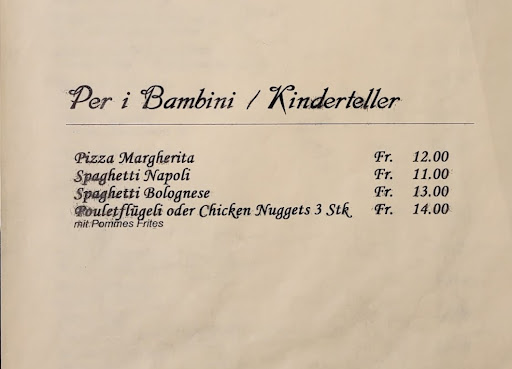 Per i Bambini / Kinderteller
Pizza Margherita Fr. 12.00
Spaghetti Napoli Fr. 11.00
Spaghetti Bolognese Fr. 13.00
Pouletflügeli oder Chicken Nuggets 3 Stk Fr. 14.00
mit Pommes Frites